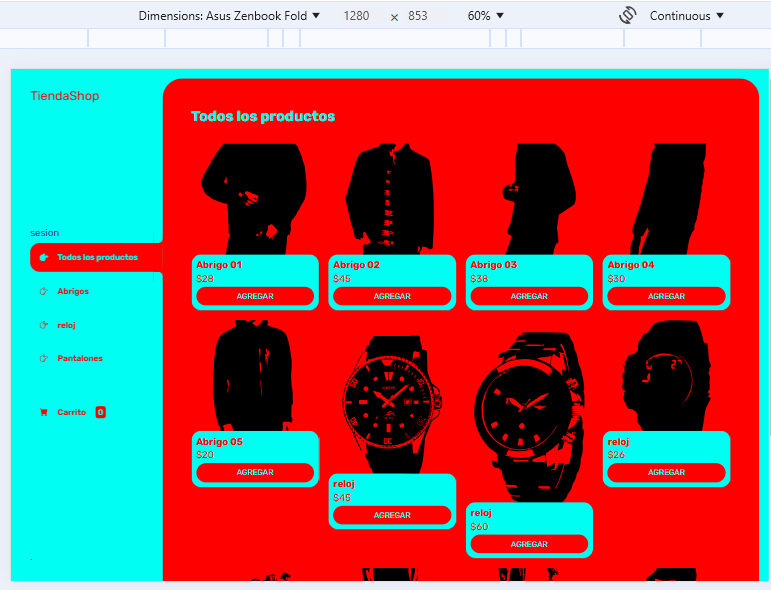 Dimensions: Asus Zenbook Fold ▼ 1280 × 853 60% ▼ Continuous ▼
TiendaShop
sesion
Todos los productos
Abrigos
reloj
Pantalones
Carrito 0
Todos los productos
Abrigo 01
$28
AGREGAR
Abrigo 02
$45
AGREGAR
Abrigo 03
$38
AGREGAR
Abrigo 04
$30
AGREGAR
Abrigo 05
$20
AGREGAR
reloj
$45
AGREGAR
reloj
$60
AGREGAR
reloj
$26
AGREGAR